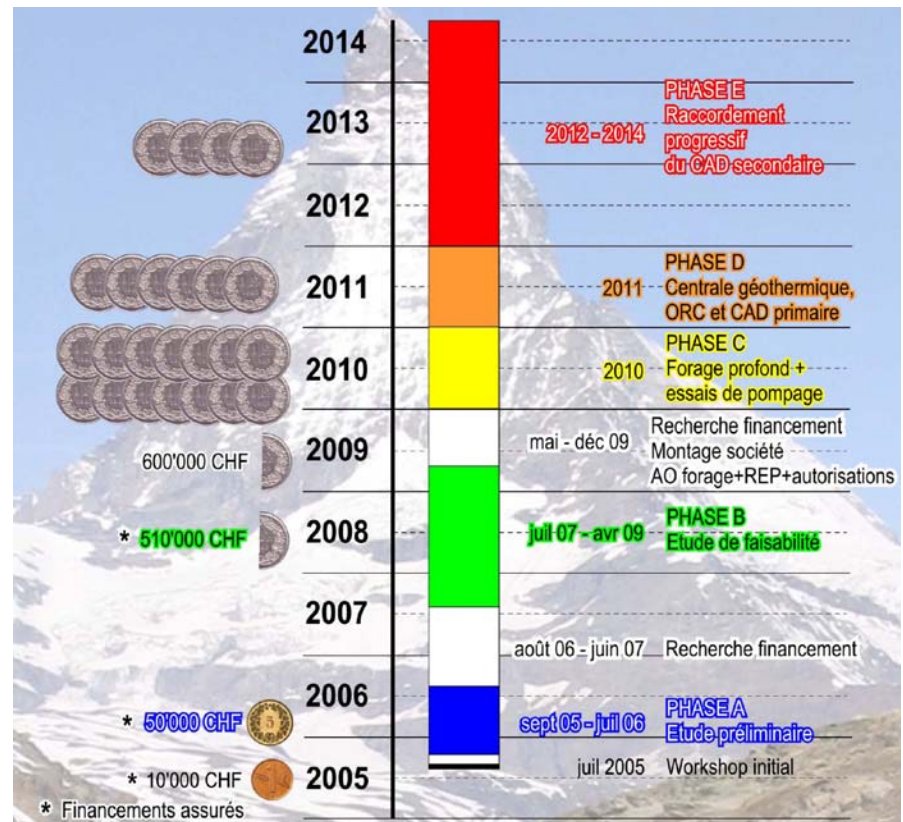 2014
PHASE E
2013
Raccordement
2012 - 2014
progressif
du CAD secondaire
2012
PHASE D
2011
2011
Centrale géothermique,
ORC et CAD primaire
PHASE C
2010
2010
Forage profond +
essais de pompage
Recherche financement
mai - déc 09
2009
Montage société
600'000 CHF
AO forage+REP+autorisations
PHASE B
* 510'000 CHF
2008
juil 07 - avr 09
Etude de faisabilité
2007
août 06 - juin 07
Recherche financement
2006
PHASE A
* 50'000 CHF
5
sept 05 - juil 06
Etude préliminaire
juil 2005
Workshop initial
* 10'000 CHF
2005
* Financements assurés